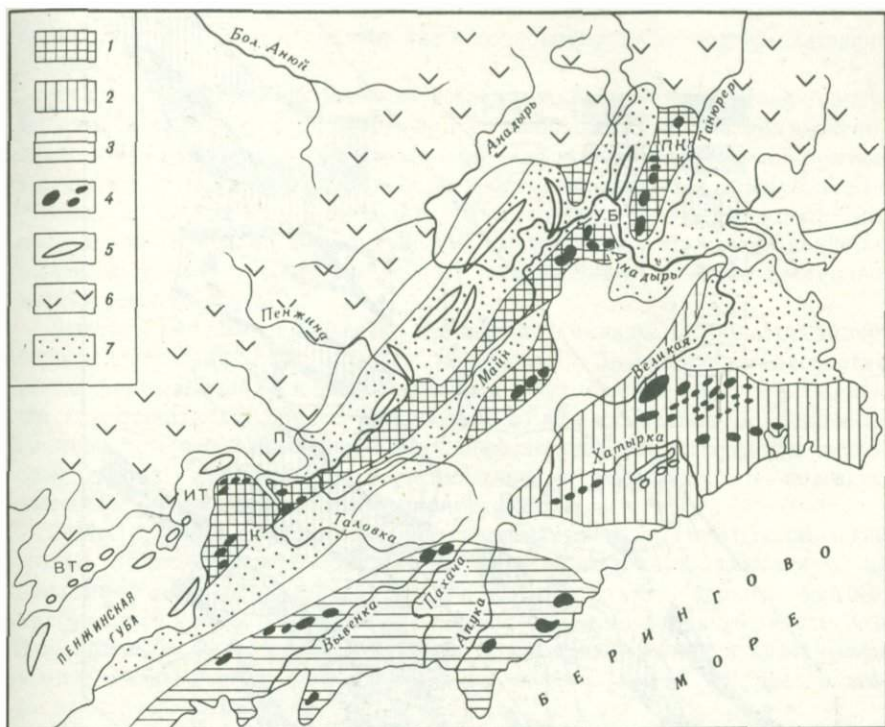 1
2
3
4
5
6
7
Бол. Анюй
Анадырь
Танюрер
ПК
У.Б
Анадырь
Пенжина
Майн
Великая
П
Хатырка
ИТ
К
Таловка
ВТ
ПЕНЖИНСКАЯ
ГУБА
Вывенка
Пахача
Апука
БЕРИНГОВО
МОРЕ